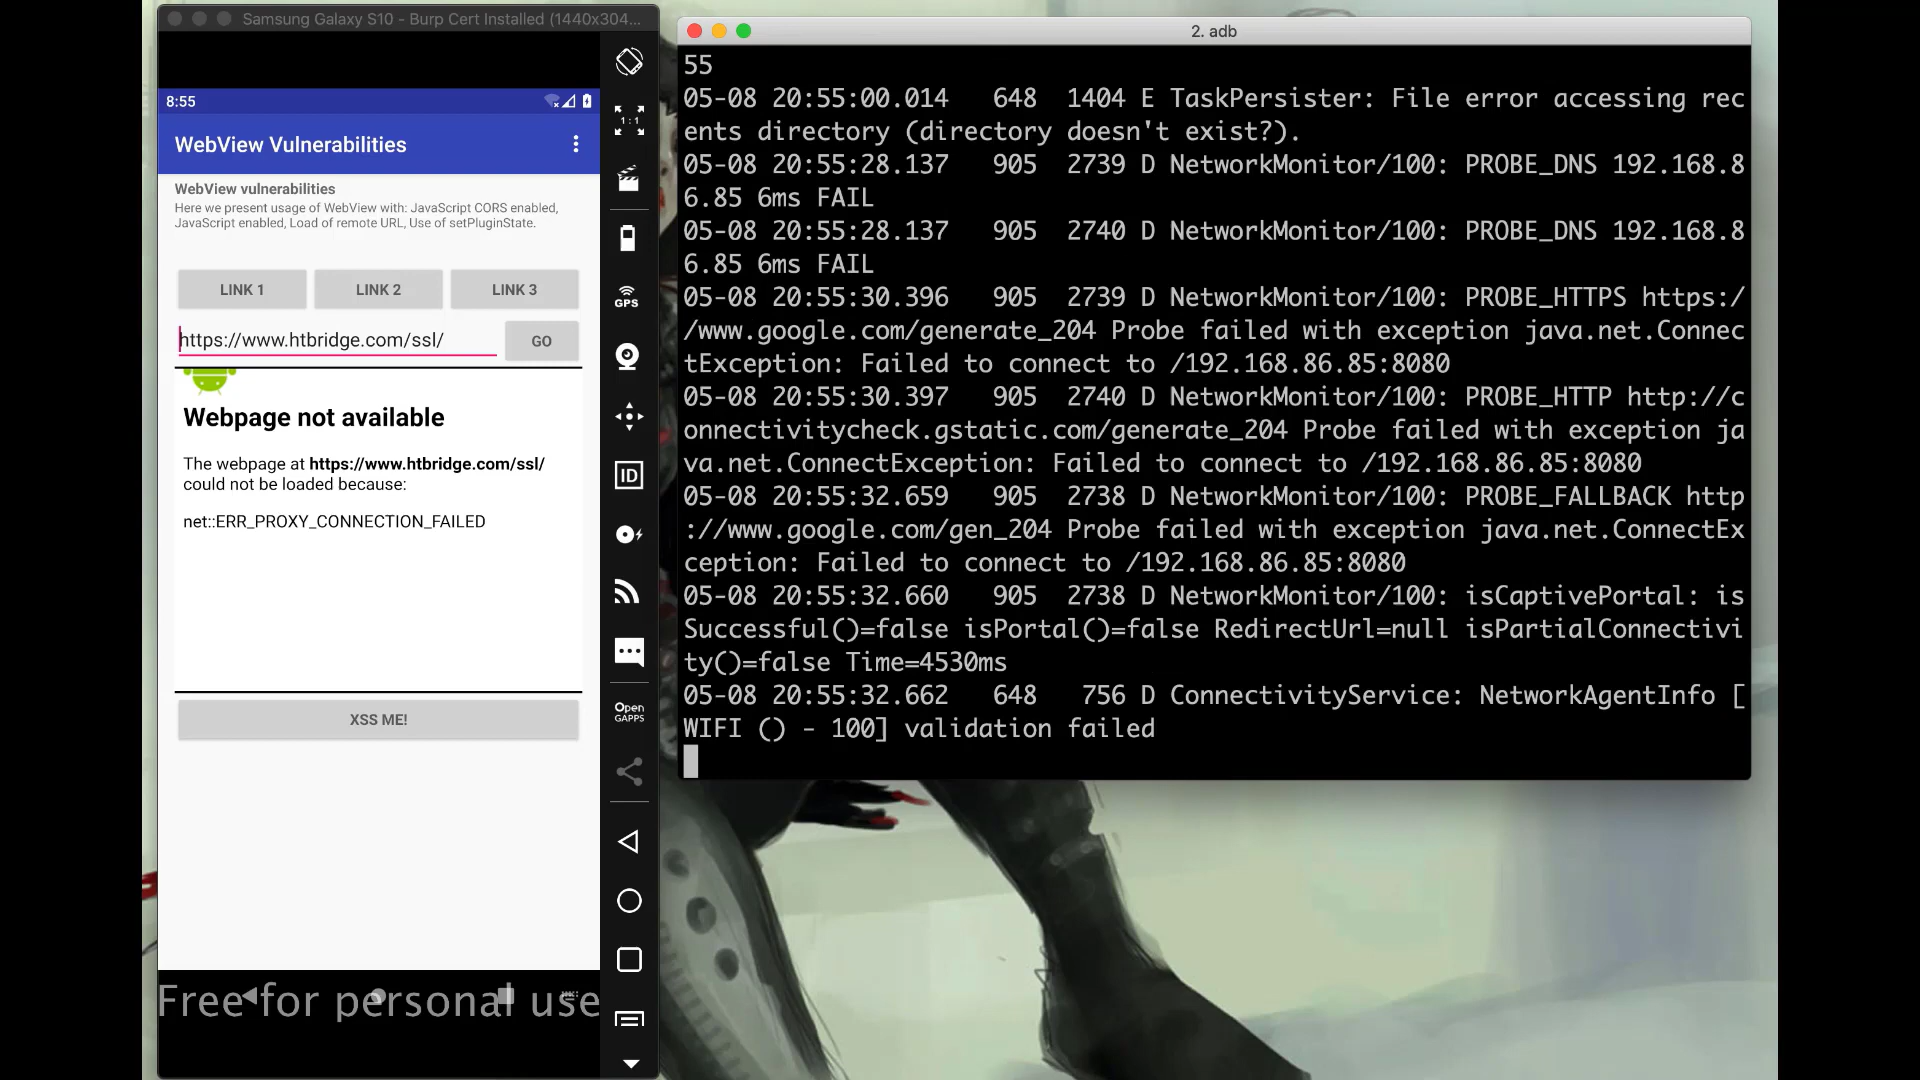 Samsung Galaxy S10 - Burp Cert Installed (1440x304...
8:55
WebView Vulnerabilities
WebView vulnerabilities
Here we present usage of WebView with: JavaScript CORS enabled,
JavaScript enabled, Load of remote URL, Use of setPluginState.
LINK 1 LINK 2 LINK 3
https://www.htbridge.com/ssl/ GO
Webpage not available
The webpage at https://www.htbridge.com/ssl/
could not be loaded because:
net::ERR_PROXY_CONNECTION_FAILED
XSS ME!
Free for personal use
1:1
GPS
ID
Open
GAPPS
2. adb
55
05-08 20:55:00.014   648  1404 E TaskPersister: File error accessing rec
ents directory (directory doesn't exist?).
05-08 20:55:28.137   905  2739 D NetworkMonitor/100: PROBE_DNS 192.168.8
6.85 6ms FAIL
05-08 20:55:28.137   905  2740 D NetworkMonitor/100: PROBE_DNS 192.168.8
6.85 6ms FAIL
05-08 20:55:30.396   905  2739 D NetworkMonitor/100: PROBE_HTTPS https:/
/www.google.com/generate_204 Probe failed with exception java.net.Connec
tException: Failed to connect to /192.168.86.85:8080
05-08 20:55:30.397   905  2740 D NetworkMonitor/100: PROBE_HTTP http://c
onnectivitycheck.gstatic.com/generate_204 Probe failed with exception ja
va.net.ConnectException: Failed to connect to /192.168.86.85:8080
05-08 20:55:32.659   905  2738 D NetworkMonitor/100: PROBE_FALLBACK http
://www.google.com/gen_204 Probe failed with exception java.net.ConnectEx
ception: Failed to connect to /192.168.86.85:8080
05-08 20:55:32.660   905  2738 D NetworkMonitor/100: isCaptivePortal: is
Successful()=false isPortal()=false RedirectUrl=null isPartialConnectivi
ty()=false Time=4530ms
05-08 20:55:32.662   648   756 D ConnectivityService: NetworkAgentInfo [
WIFI () - 100] validation failed